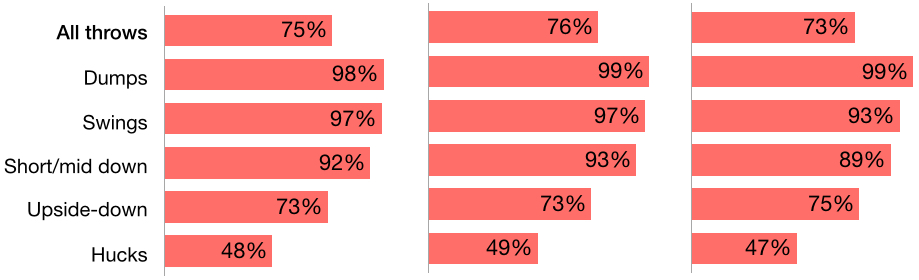 All throws 75% 76% 73%
Dumps 98% 99% 99%
Swings 97% 97% 93%
Short/mid down 92% 93% 89%
Upside-down 73% 73% 75%
Hucks 48% 49% 47%